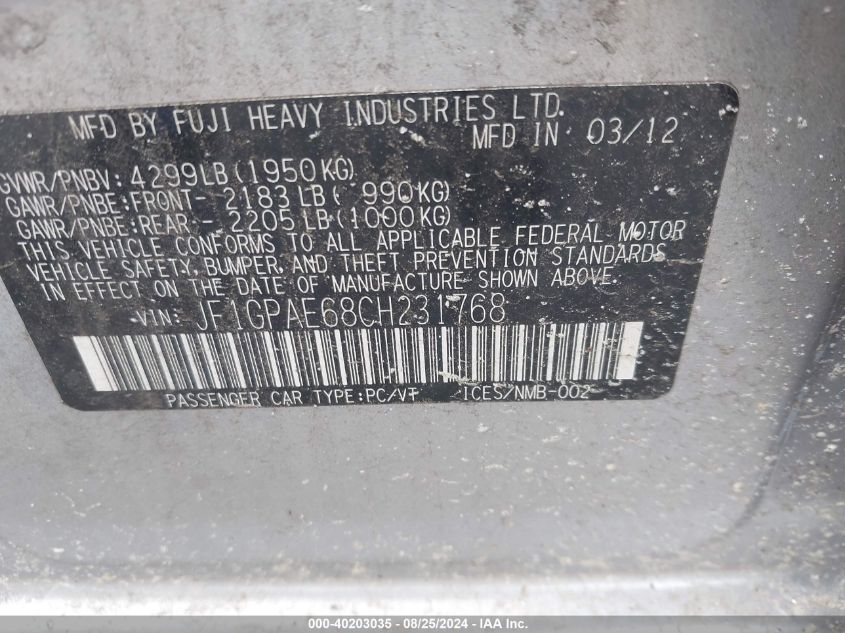 MFD BY FUJI HEAVY INDUSTRIES LTD.
MFD IN 03/12
GVWR/PNBV: 4299LB (1950KG)
GAWR/PNBE:FRONT- 2183 LB ( 990KG)
GAWR/PNBE:REAR - 2205 LB (1000KG)
THIS VEHICLE CONFORMS TO ALL APPLICABLE FEDERAL MOTOR
VEHICLE SAFETY, BUMPER, AND THEFT PREVENTION STANDARDS
IN EFFECT ON THE DATE OF MANUFACTURE SHOWN ABOVE.
VIN: JF1GPAE68CH231768
PASSENGER CAR TYPE:PC/VT ICES/NMB-002
000-40203035 - 08/25/2024 - IAA Inc.